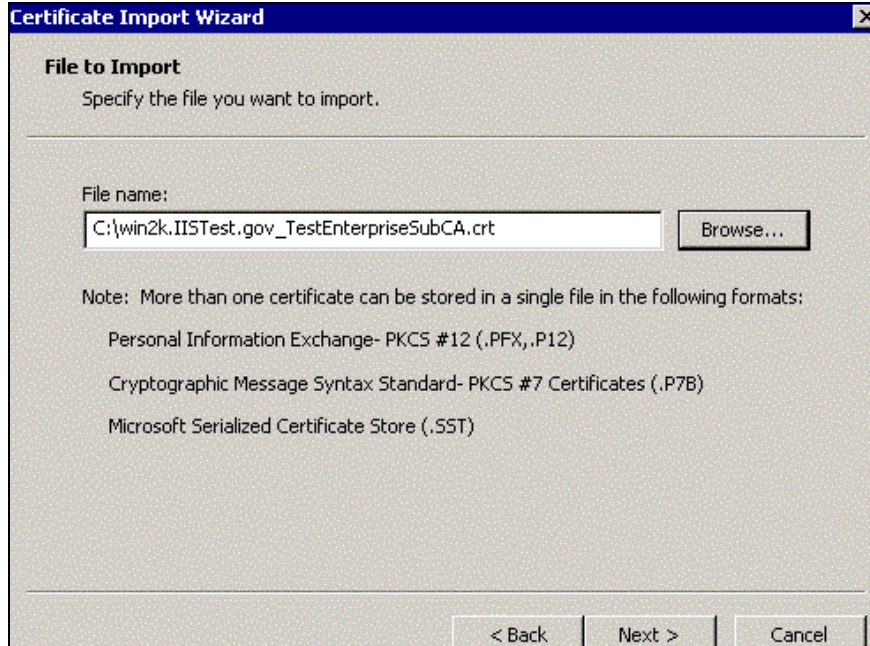 Certificate Import Wizard
File to Import
Specify the file you want to import.
File name:
C:\win2k.IISTest.gov_TestEnterpriseSubCA.crt
Browse...
Note: More than one certificate can be stored in a single file in the following formats:
Personal Information Exchange- PKCS #12 (.PFX,.P12)
Cryptographic Message Syntax Standard- PKCS #7 Certificates (.P7B)
Microsoft Serialized Certificate Store (.SST)
< Back Next > Cancel